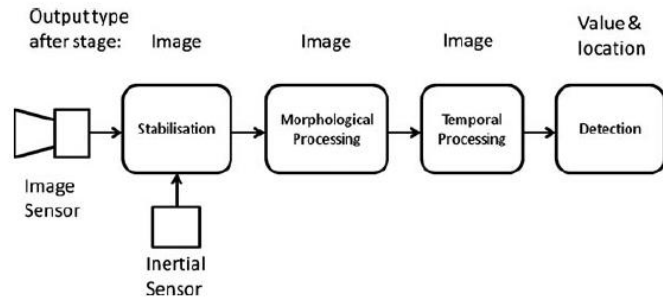 Output type
after stage:
Image
Image
Image
Value &
location
Stabilisation
Morphological
Processing
Temporal
Processing
Detection
Image
Sensor
Inertial
Sensor